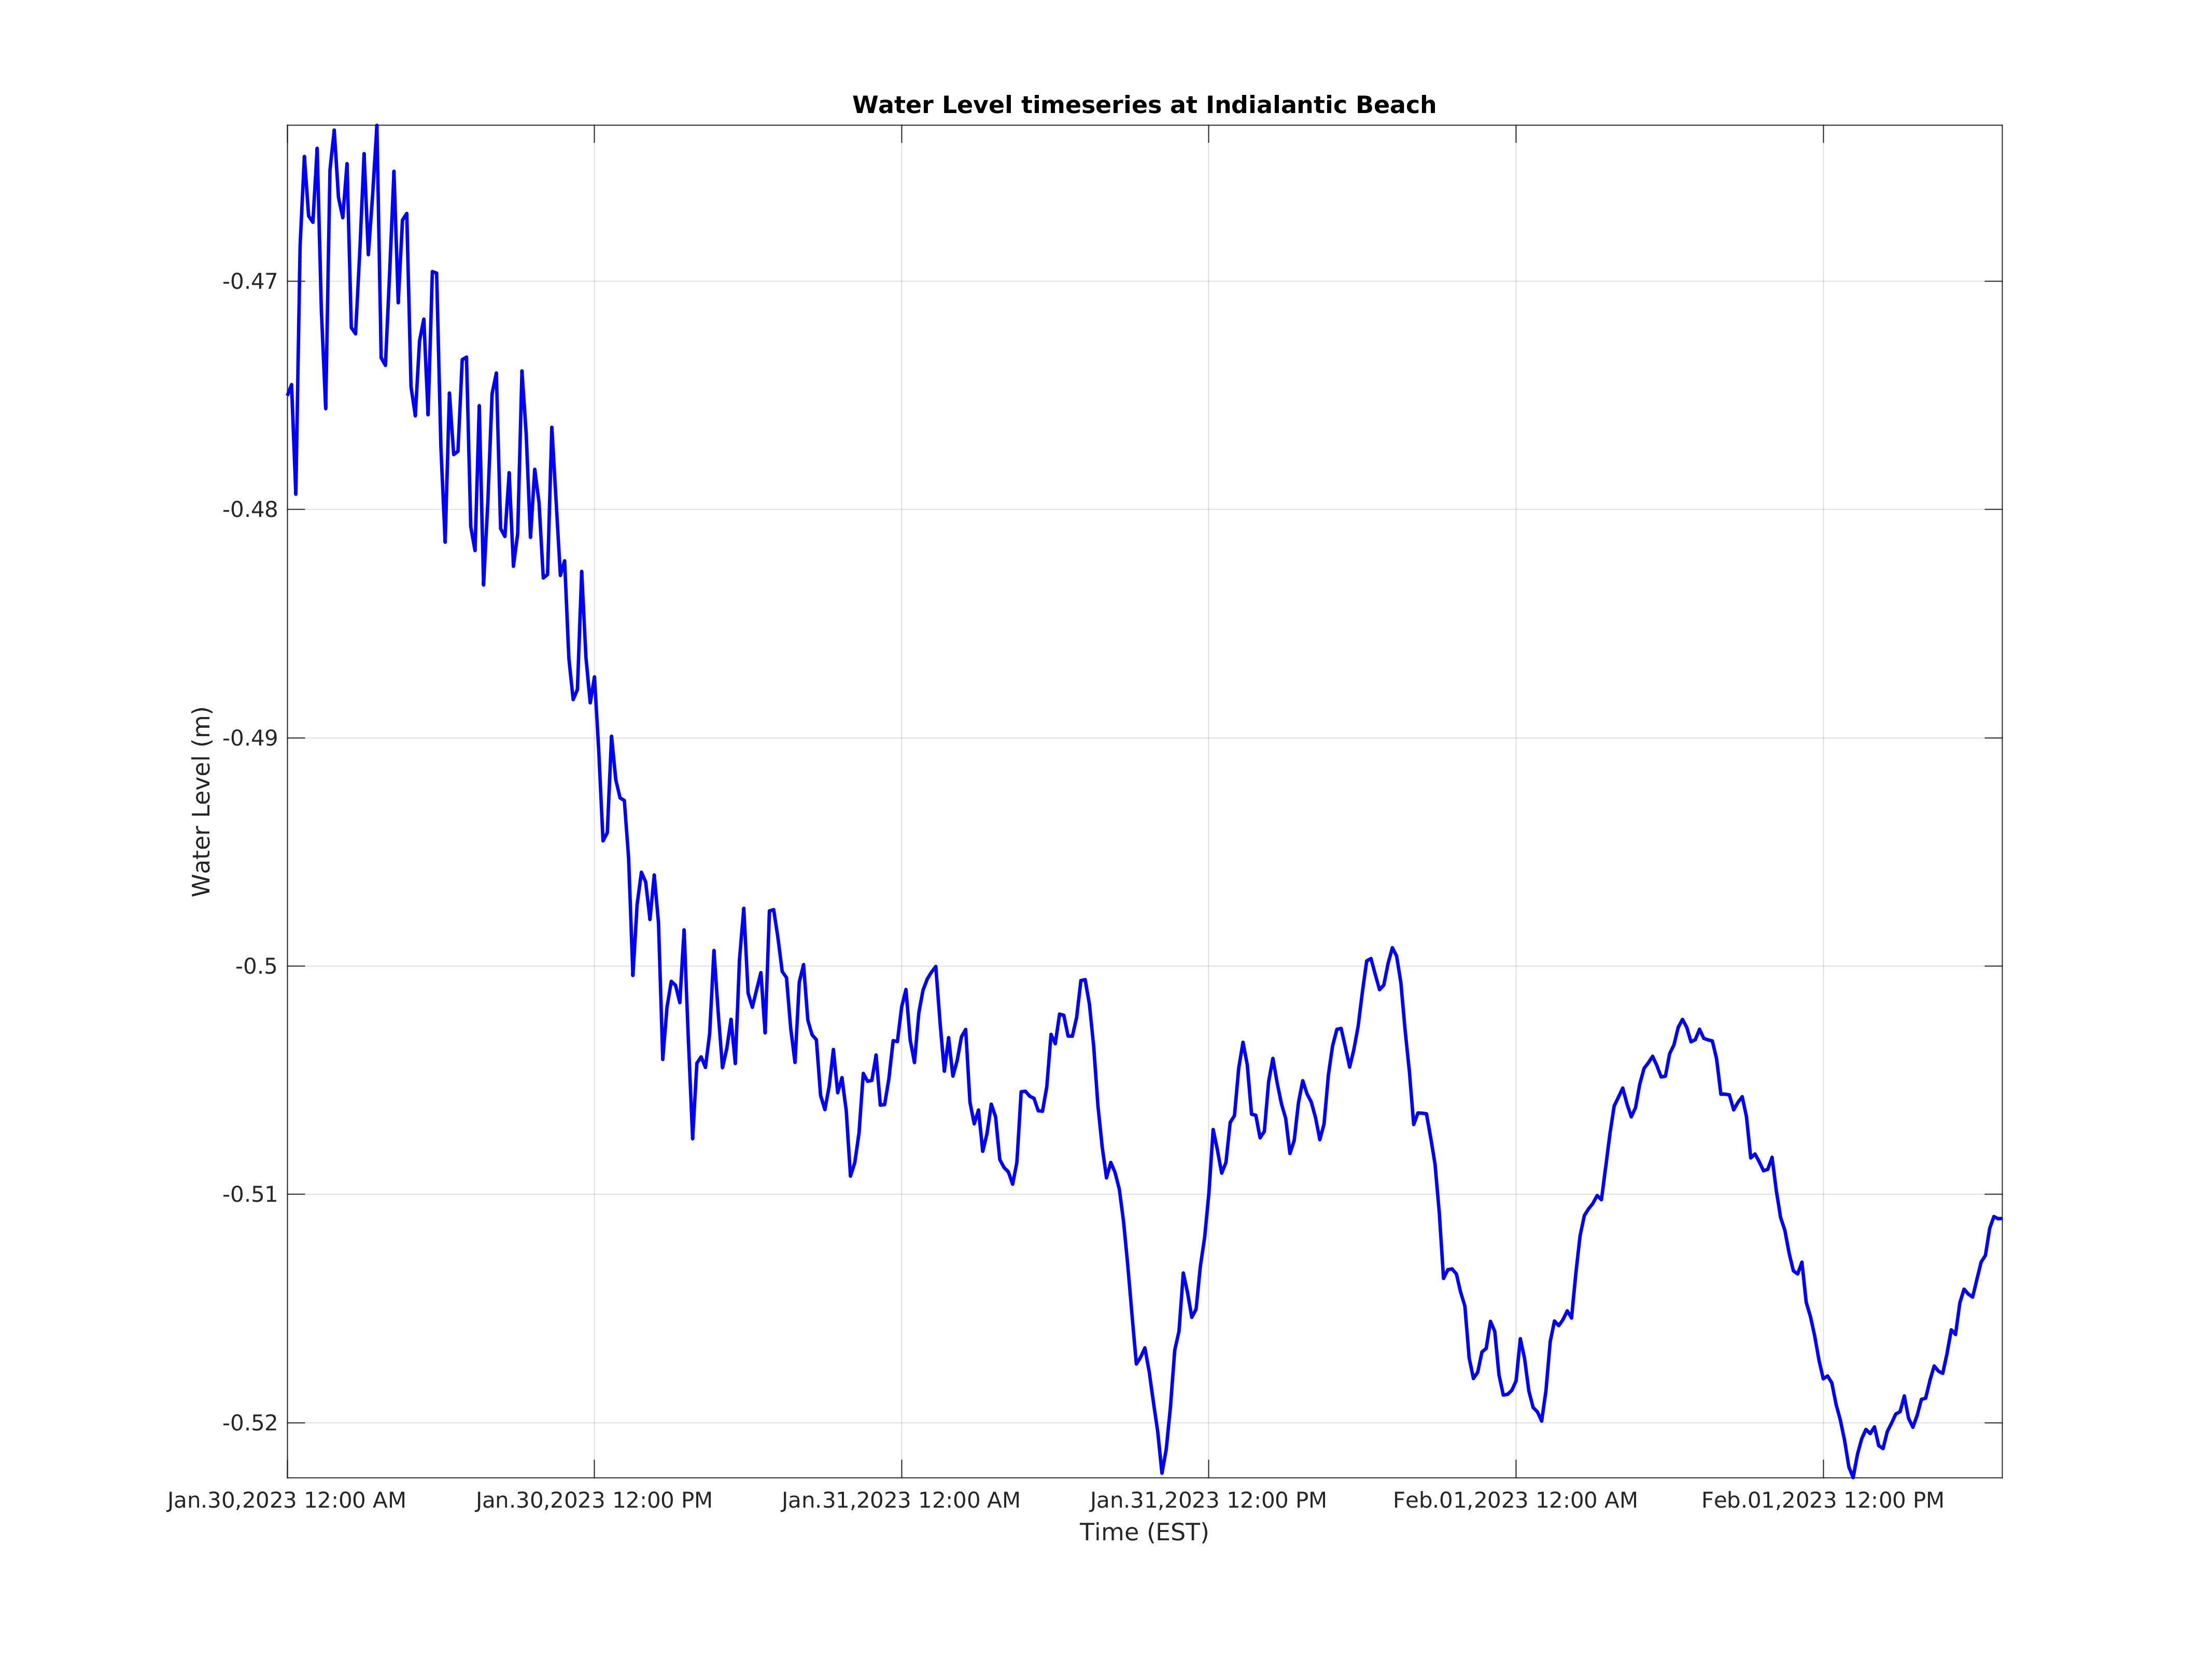 Water Level timeseries at Indialantic Beach
Water Level (m)
-0.47
-0.48
-0.49
-0.5
-0.51
-0.52
Jan.30,2023 12:00 AM
Jan.30,2023 12:00 PM
Jan.31,2023 12:00 AM
Jan.31,2023 12:00 PM
Feb.01,2023 12:00 AM
Feb.01,2023 12:00 PM
Time (EST)